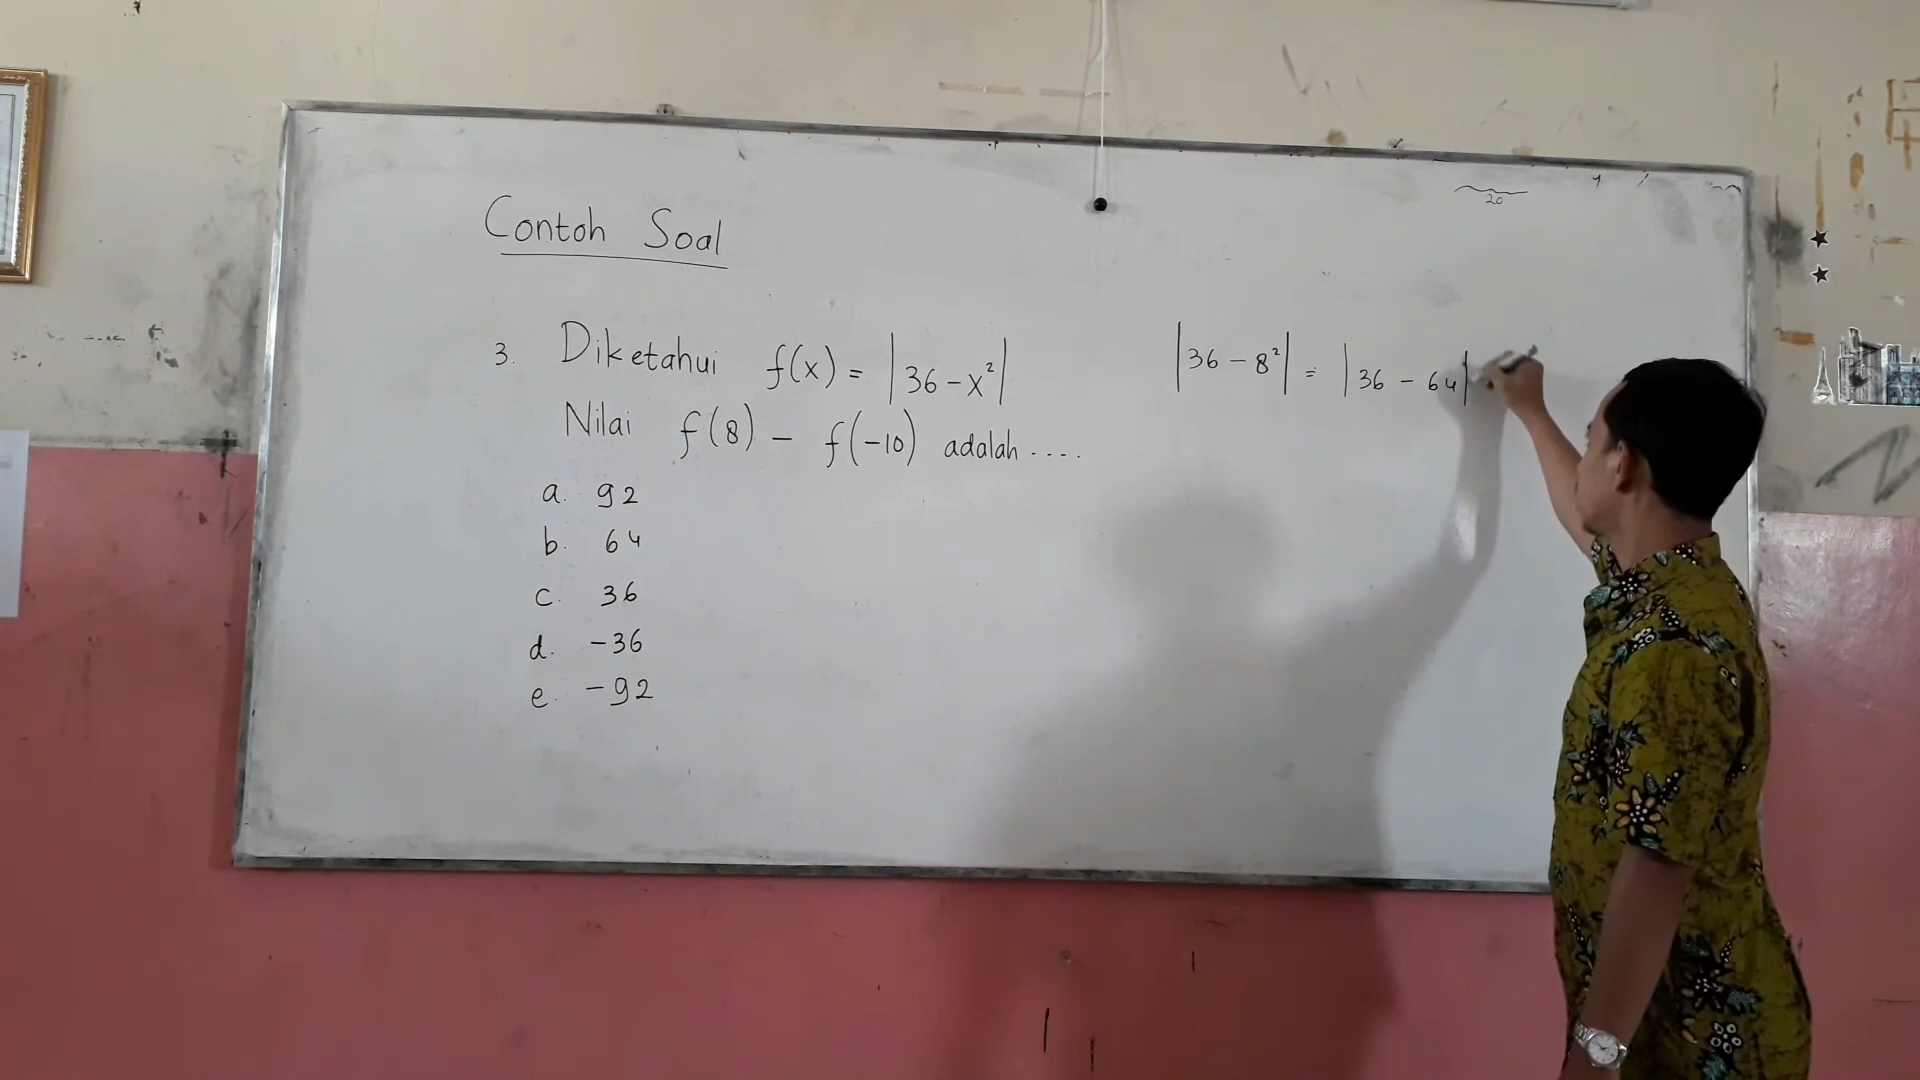 Contoh Soal
3. Diketahui f(x) = |36 - x²|
Nilai f(8) - f(-10) adalah ....
a. 92
b. 64
c. 36
d. -36
e. -92
|36 - 8²| = |36 - 64|
20